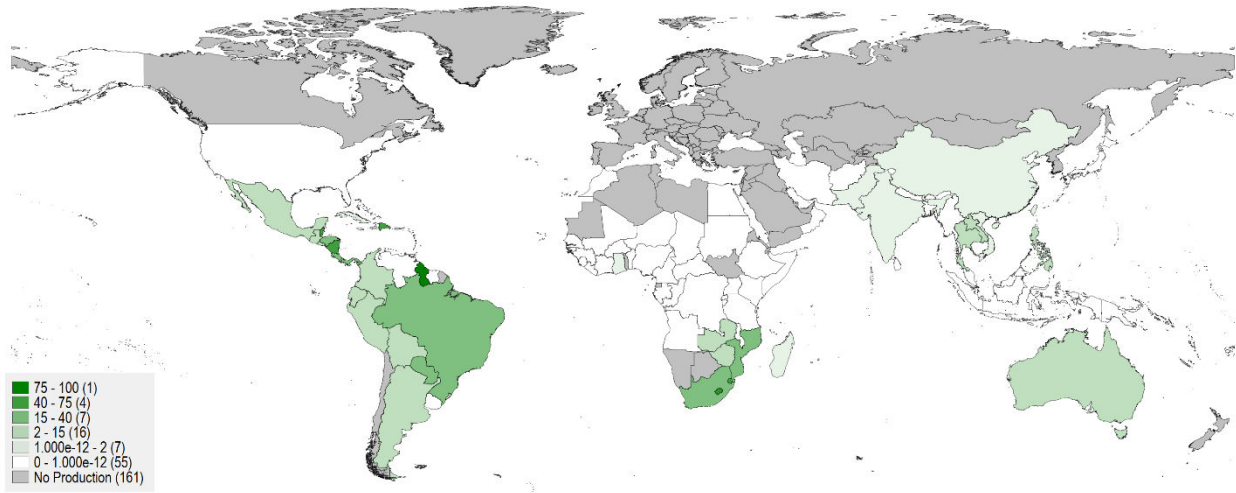 75 - 100 (1)
40 - 75 (4)
15 - 40 (7)
2 - 15 (16)
1.000e-12 - 2 (7)
0 - 1.000e-12 (55)
No Production (161)